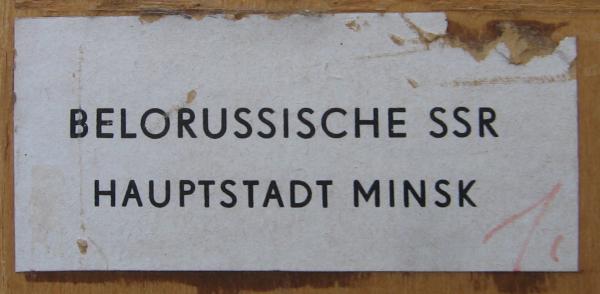 BELORUSSISCHE SSR
HAUPTSTADT MINSK